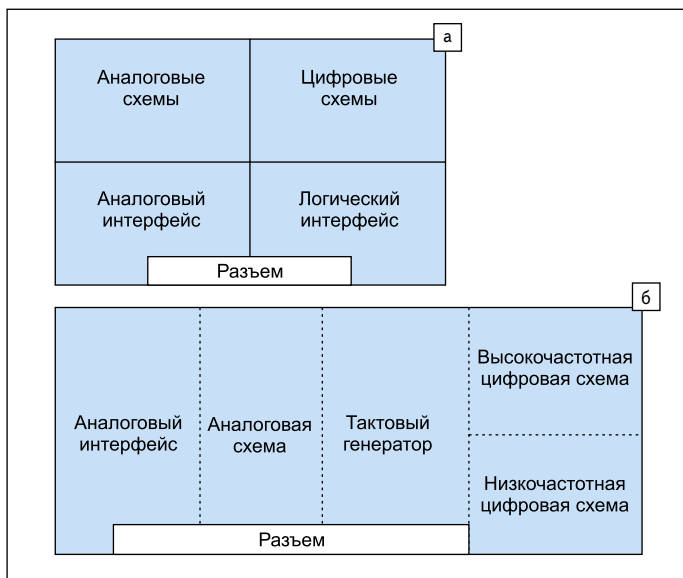 а
Аналоговые
схемы
Цифровые
схемы
Аналоговый
интерфейс
Логический
интерфейс
Разъем
б
Аналоговый
интерфейс
Аналоговая
схема
Тактовый
генератор
Высокочастотная
цифровая схема
Низкочастотная
цифровая схема
Разъем